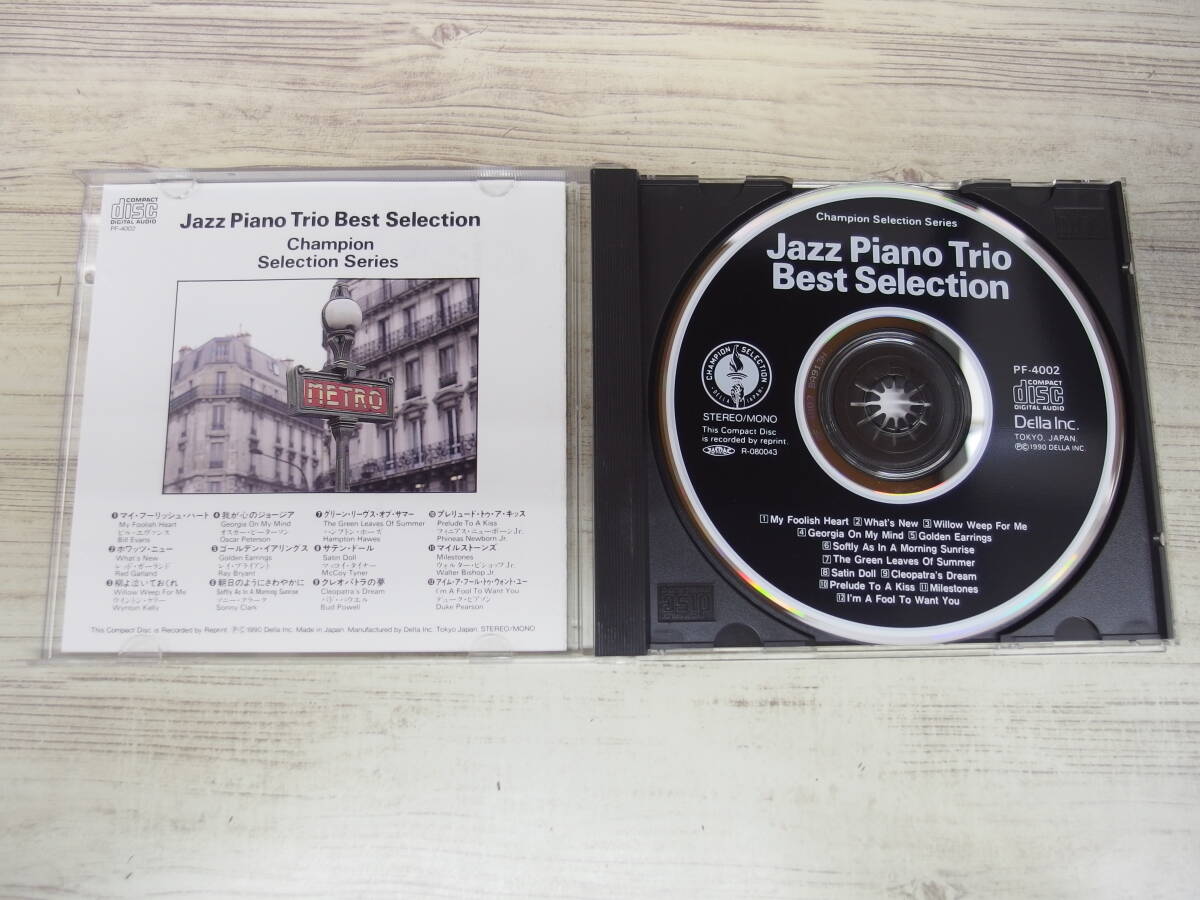 COMPACT
disc
DIGITAL AUDIO
PF-4002
Jazz Piano Trio Best Selection
Champion
Selection Series
METRO
❶マイ・フーリッシュ・ハート
My Foolish Heart
ビル・エヴァンス
Bill Evans
❷ホワッツ・ニュー
What's New
レッド・ガーランド
Red Garland
❸柳よ泣いておくれ
Willow Weep For Me
ウイントン・ケリー
Wynton Kelly
❹我が心のジョージア
Georgia On My Mind
オスカー・ピーターソン
Oscar Peterson
❺ゴールデン・イアリングス
Golden Earrings
レイ・ブライアント
Ray Bryant
❻朝日のようにさわやかに
Softly As In A Morning Sunrise
ソニー・クラーク
Sonny Clark
❼グリーン・リーヴス・オブ・サマー
The Green Leaves Of Summer
ハンプトン・ホーズ
Hampton Hawes
❽サテン・ドール
Satin Doll
マッコイ・タイナー
McCoy Tyner
❾クレオパトラの夢
Cleopatra's Dream
バド・パウエル
Bud Powell
❿プレリュード・トゥ・ア・キッス
Prelude To A Kiss
フィニアス・ニューボーンJr.
Phineas Newborn Jr.
⓫マイルストーンズ
Milestones
ウォルター・ビショップJr.
Walter Bishop Jr
⓬アイム・ア・フール・トゥ・ウォント・ユー
I'm A Fool To Want You
デューク・ピアソン
Duke Pearson
This Compact Disc is Recorded by Reprint. ℗©1990 Della Inc. Made in Japan. Manufactured by Della Inc. Tokyo Japan. STEREO/MONO
Champion Selection Series
Jazz Piano Trio
Best Selection
CHAMPION SELECTION
DELLA JAPAN
STEREO/MONO
This Compact Disc
is recorded by reprint.
JASRAC R-080043
PF-4002
COMPACT
disc
DIGITAL AUDIO
Della Inc.
TOKYO, JAPAN.
℗©1990 DELLA INC.
1 My Foolish Heart 2 What's New 3 Willow Weep For Me
4 Georgia On My Mind 5 Golden Earrings
6 Softly As In A Morning Sunrise
7 The Green Leaves Of Summer
8 Satin Doll 9 Cleopatra's Dream
10 Prelude To A Kiss 11 Milestones
12 I'm A Fool To Want You